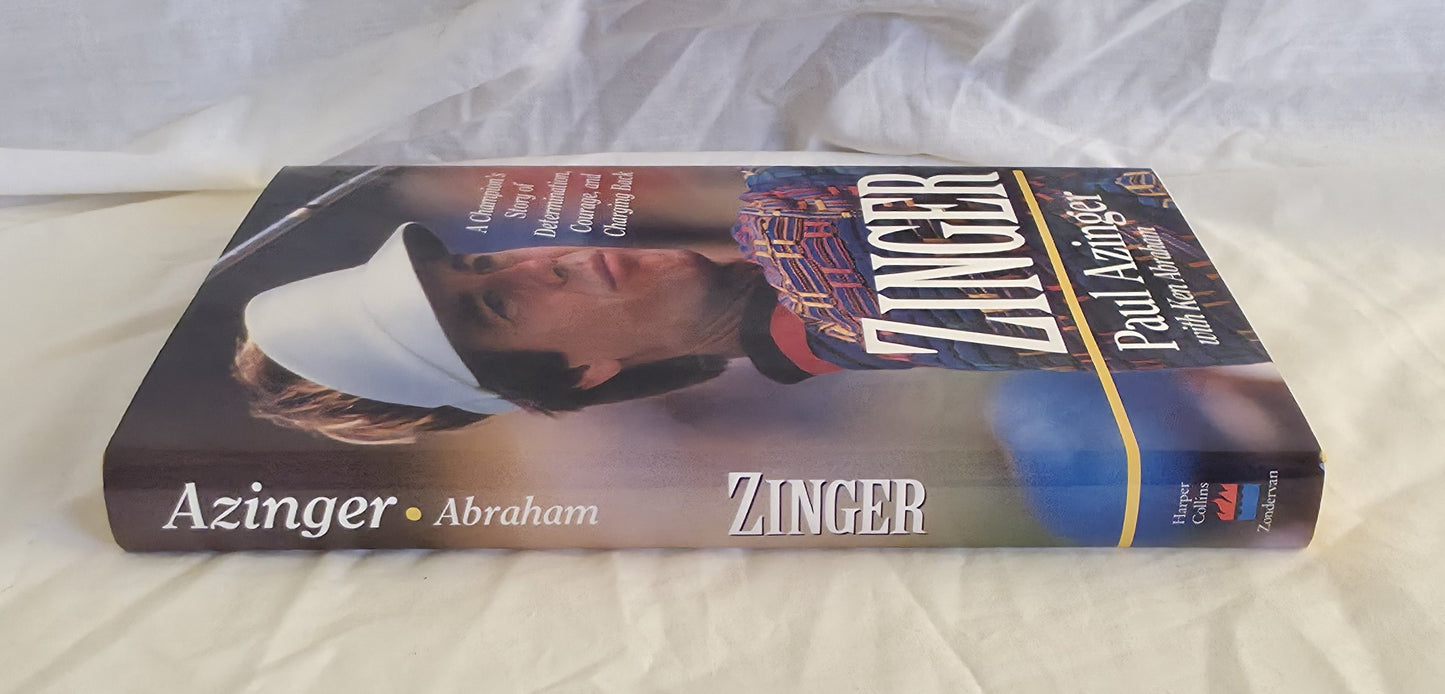 A Champion's
Story of
Determination,
Courage, and
Charging Back
ZINGER
Paul Azinger
with Ken Abraham
Azinger • Abraham
ZINGER
Harper
Collins
Zondervan